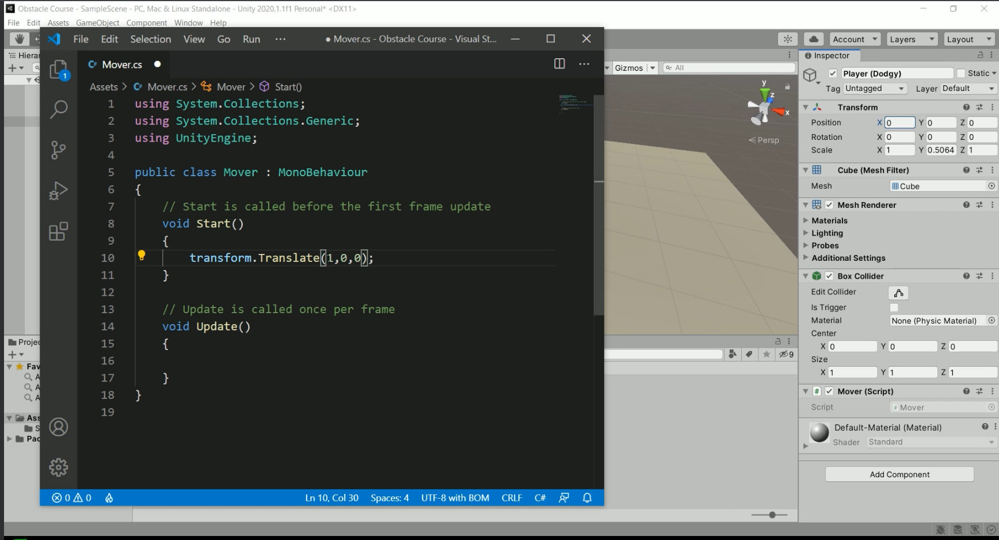 Obstacle Course - SampleScene - PC, Mac & Linux Standalone - Unity 2020.1.1f1 Personal* <DX11>
File Edit Assets GameObject Component Window Help
File Edit Selection View Go Run ···
● Mover.cs - Obstacle Course - Visual St...
Account Layers Layout
Mover.cs
Assets > Mover.cs > Mover > Start()
1 using System.Collections;
2 using System.Collections.Generic;
3 using UnityEngine;
4
5 public class Mover : MonoBehaviour
6 {
7 // Start is called before the first frame update
8 void Start()
9 {
10 transform.Translate(1,0,0);
11 }
12
13 // Update is called once per frame
14 void Update()
15 {
16
17 }
18 }
19
1
0 0
Ln 10, Col 30 Spaces: 4 UTF-8 with BOM CRLF C#
Hierar
Projec
Fav
A
A
A
Ass
S
Pac
Gizmos All
y
z
x
Persp
9
Inspector
Player (Dodgy) Static
Tag Untagged Layer Default
Transform
Position X 0 Y 0 Z 0
Rotation X 0 Y 0 Z 0
Scale X 1 Y 0.5064 Z 1
Cube (Mesh Filter)
Mesh Cube
Mesh Renderer
Materials
Lighting
Probes
Additional Settings
Box Collider
Edit Collider
Is Trigger
Material None (Physic Material)
Center
X 0 Y 0 Z 0
Size
X 1 Y 1 Z 1
Mover (Script)
Script Mover
Default-Material (Material)
Shader Standard
Add Component